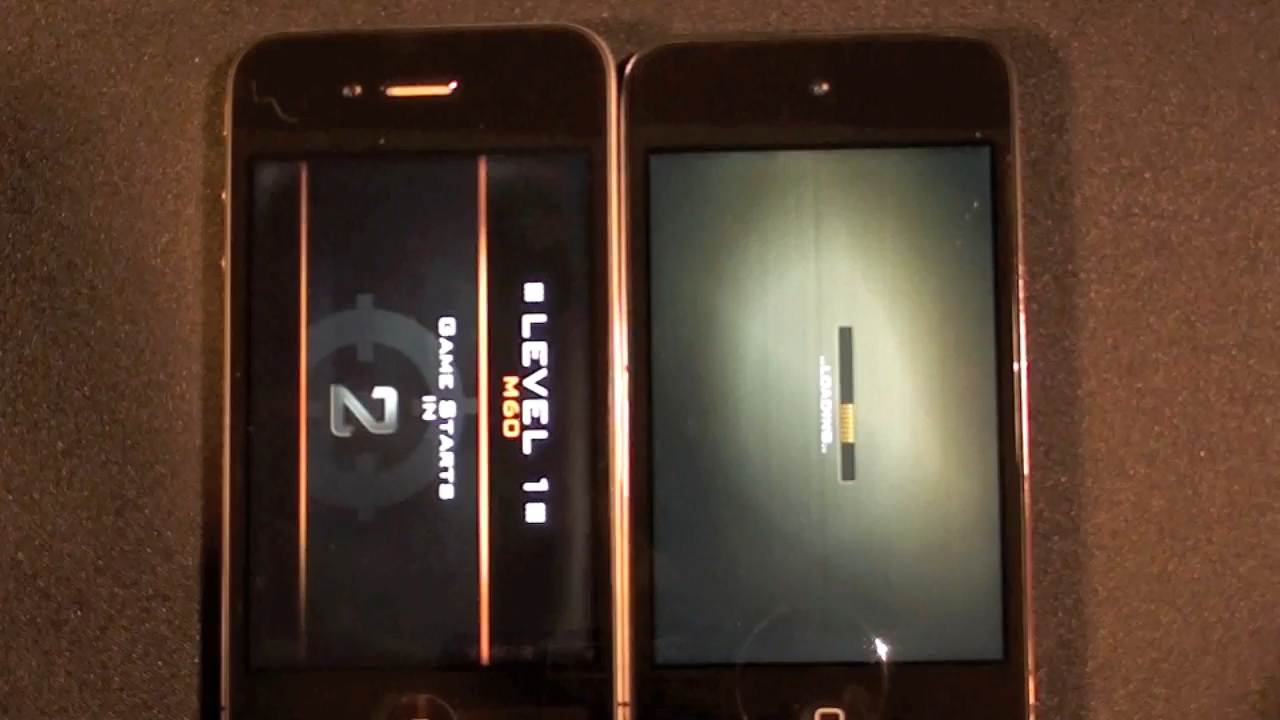 LEVEL 1
M60
GAME STARTS
IN
2
..LOADING..